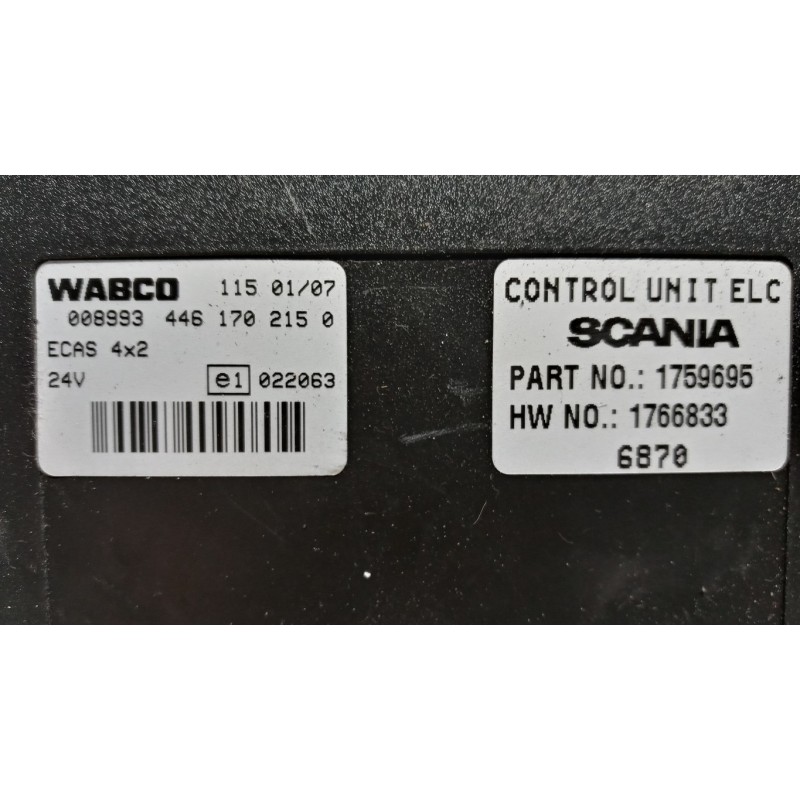 WABCO 115 01/07
008993 446 170 215 0
ECAS 4x2
24V e1 022063
CONTROL UNIT ELC
SCANIA
PART NO.: 1759695
HW NO.: 1766833
6870